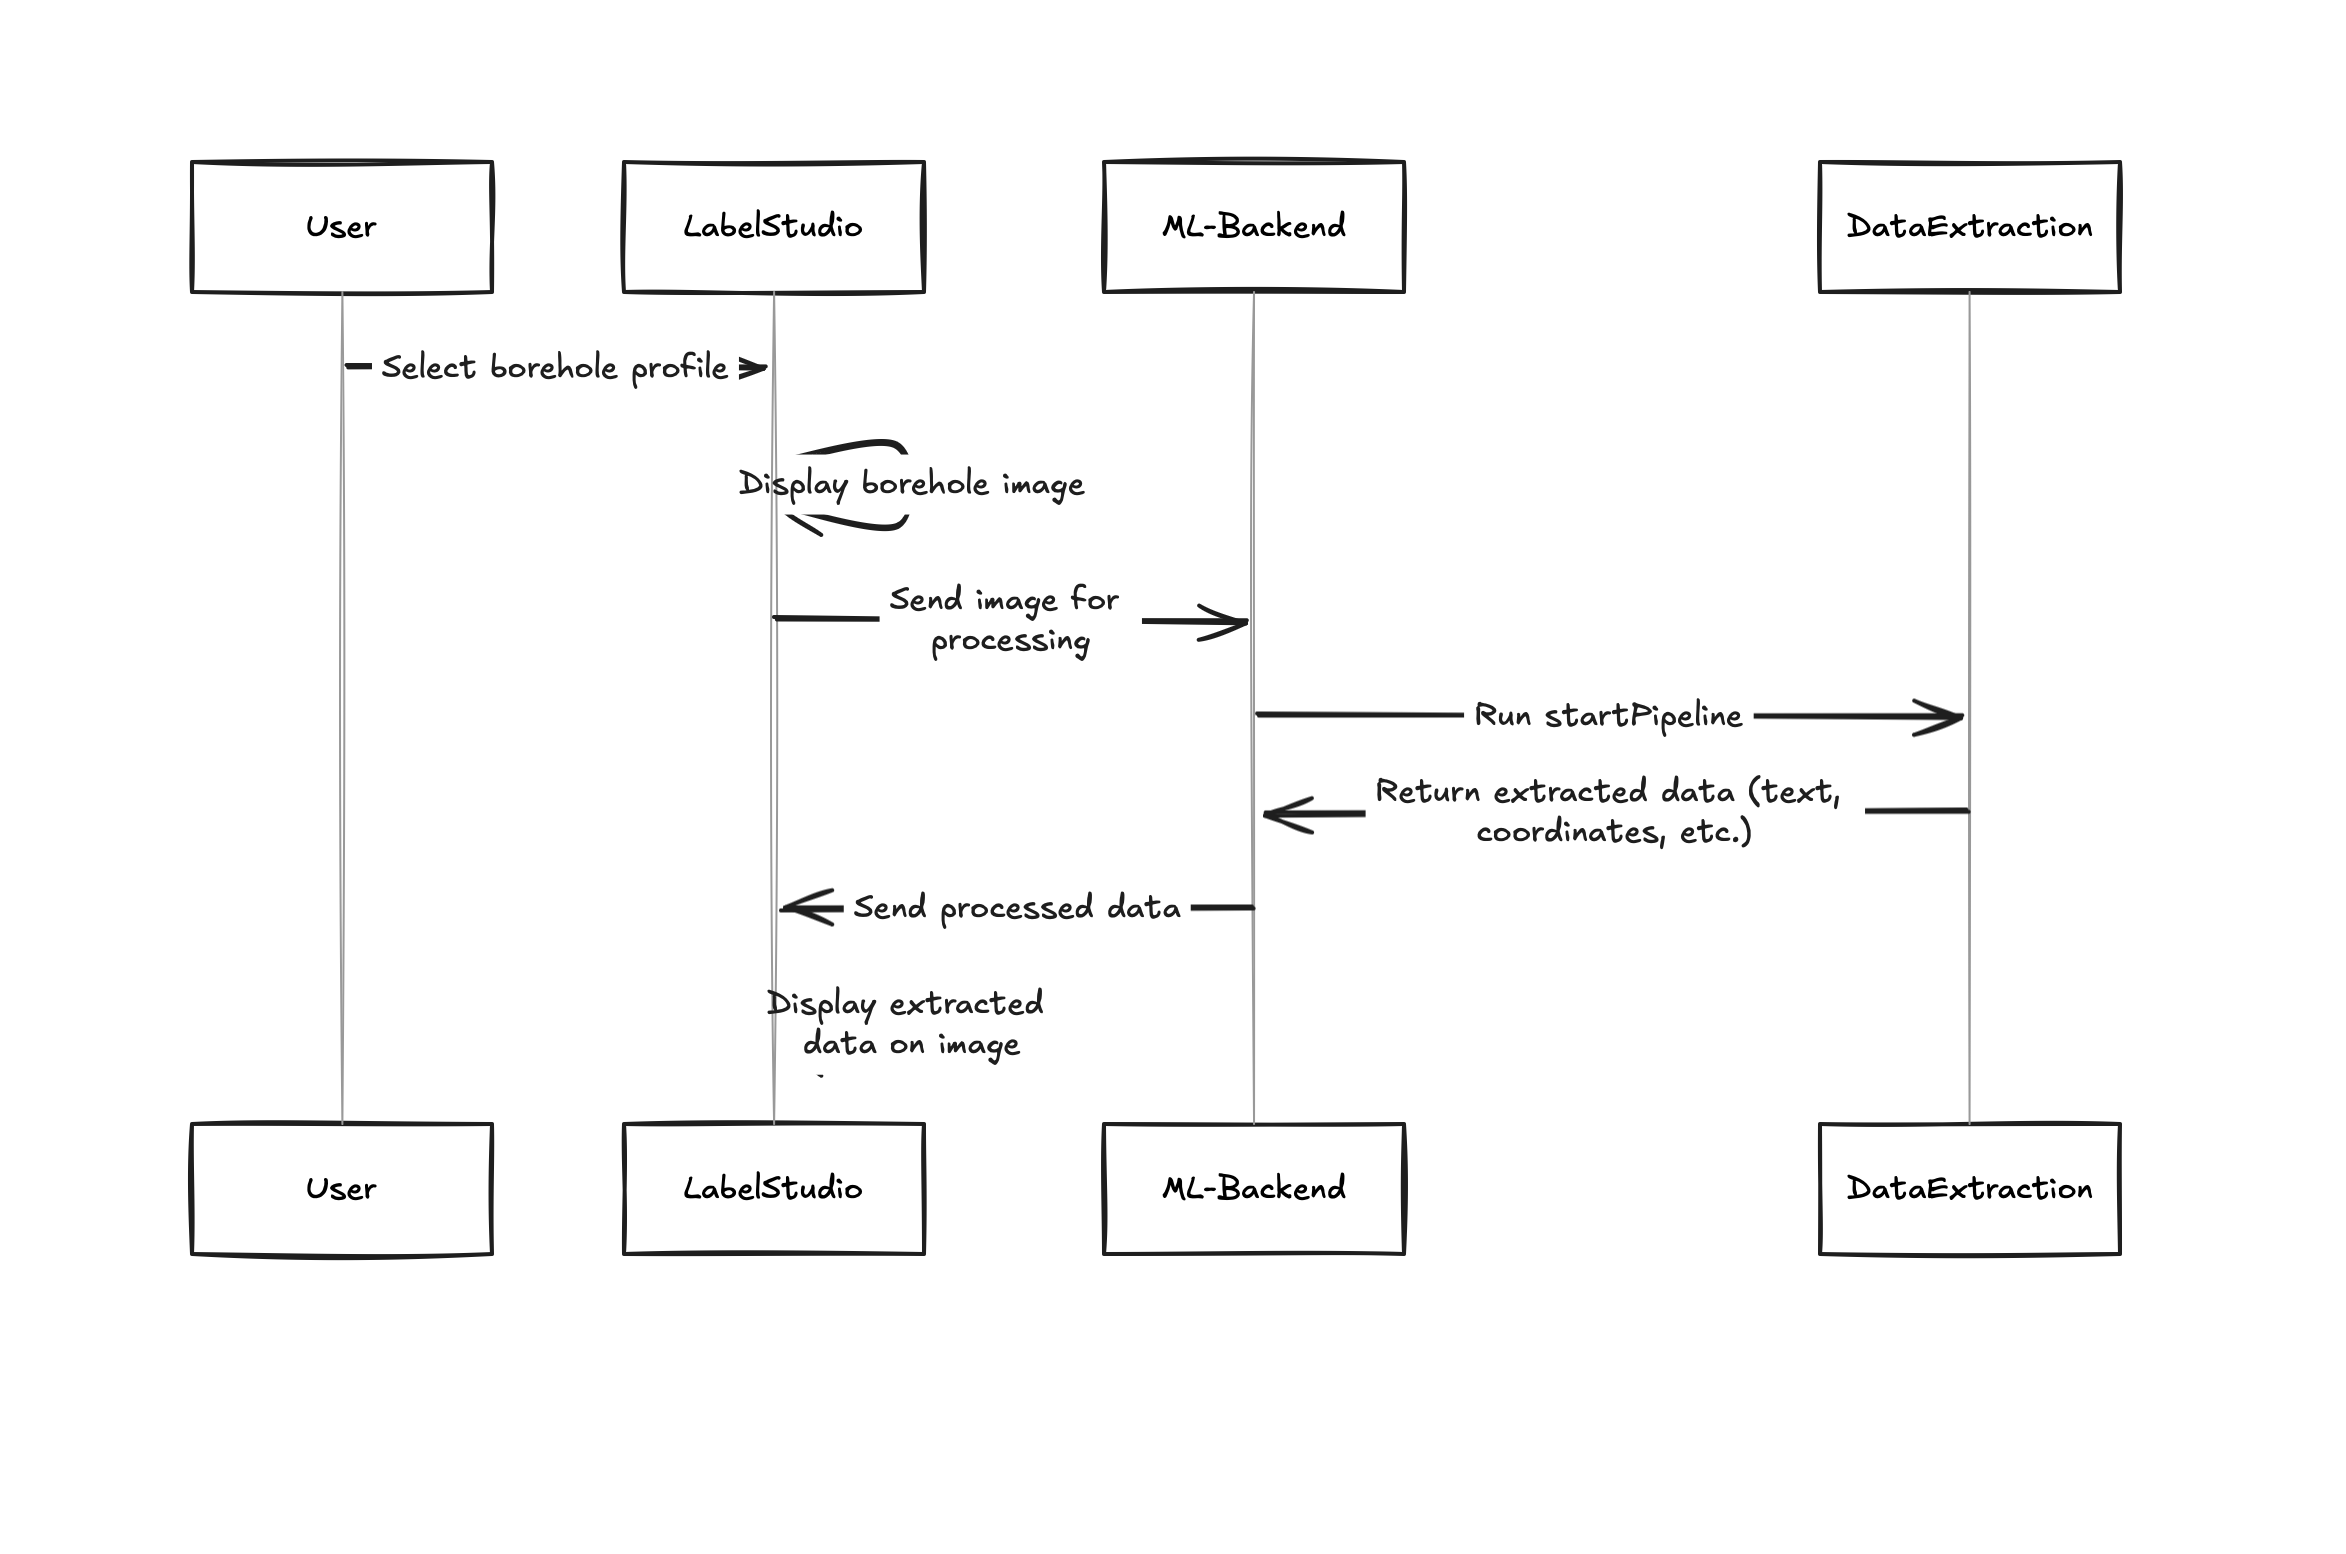 User
LabelStudio
ML-Backend
DataExtraction
Select borehole profile
Display borehole image
Send image for
processing
Run startPipeline
Return extracted data (text,
coordinates, etc.)
Send processed data
Display extracted
data on image
User
LabelStudio
ML-Backend
DataExtraction